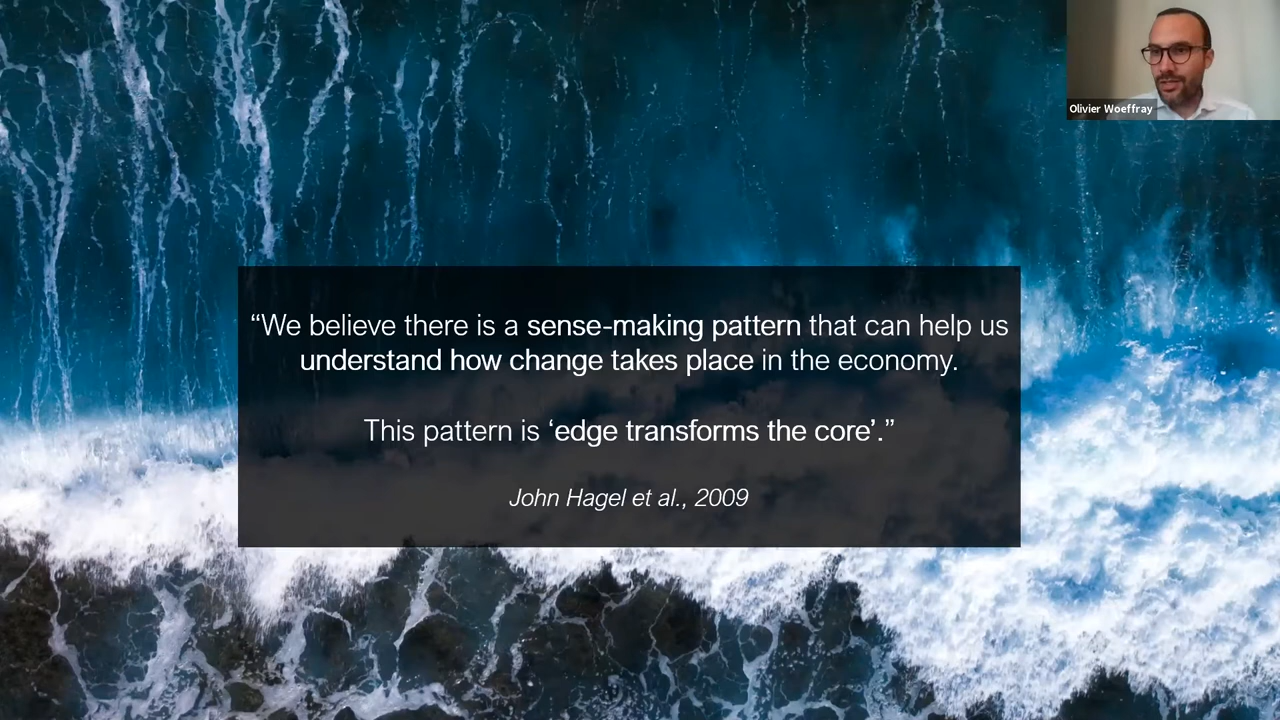 Olivier Woeffray
“We believe there is a sense-making pattern that can help us
understand how change takes place in the economy.
This pattern is ‘edge transforms the core’.”
John Hagel et al., 2009